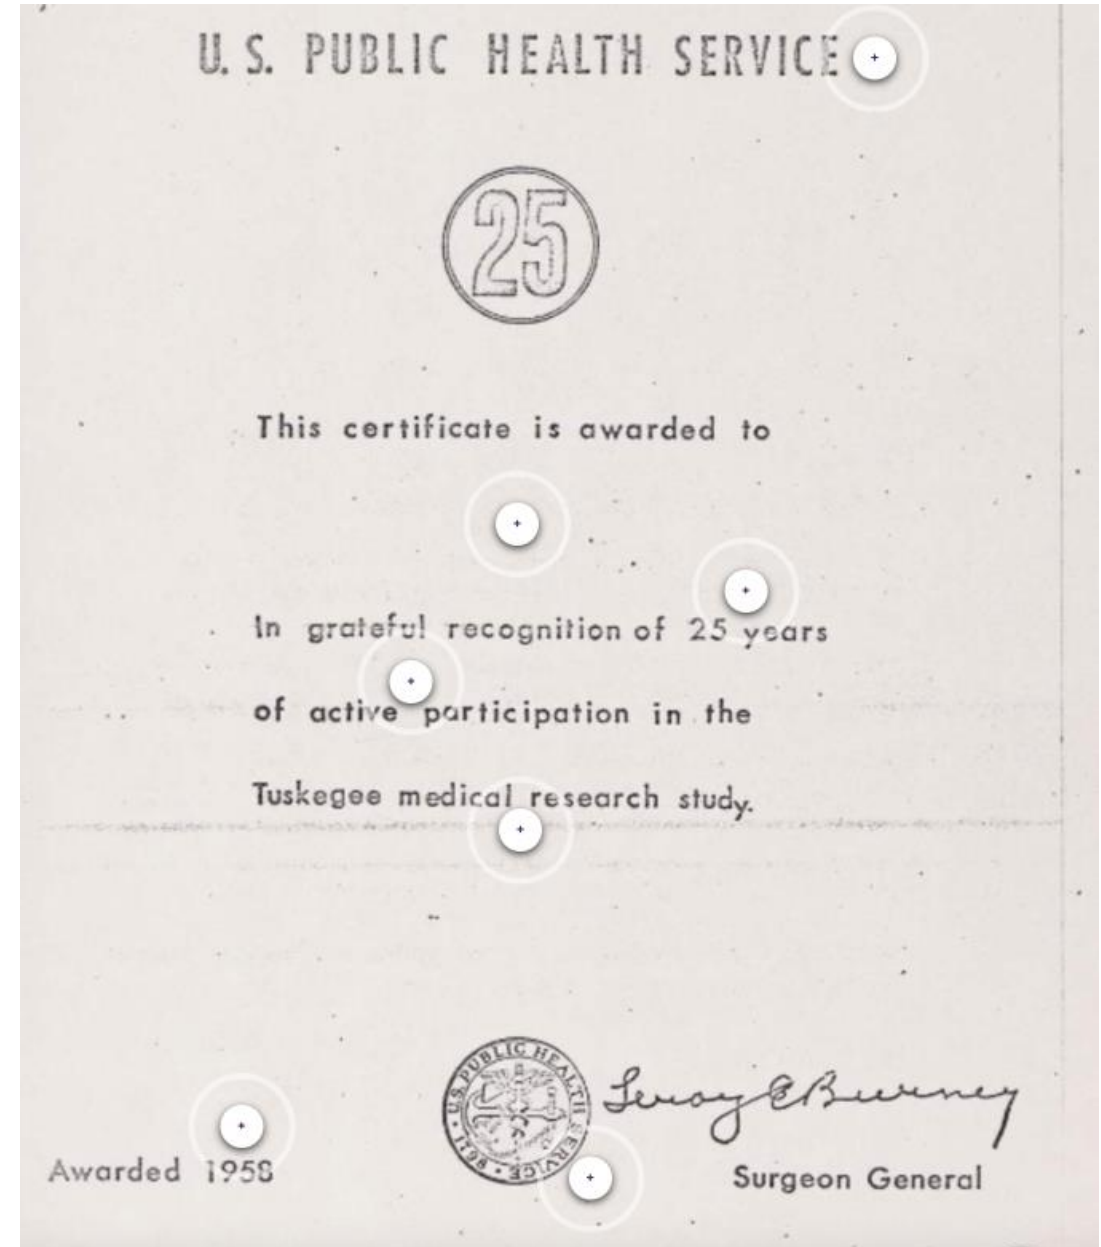 U.S. PUBLIC HEALTH SERVICE
25
This certificate is awarded to
In grateful recognition of 25 years
of active participation in the
Tuskegee medical research study.
U.S. PUBLIC HEALTH SERVICE • 1798 •
Leroy E Burney
Awarded 1958
Surgeon General